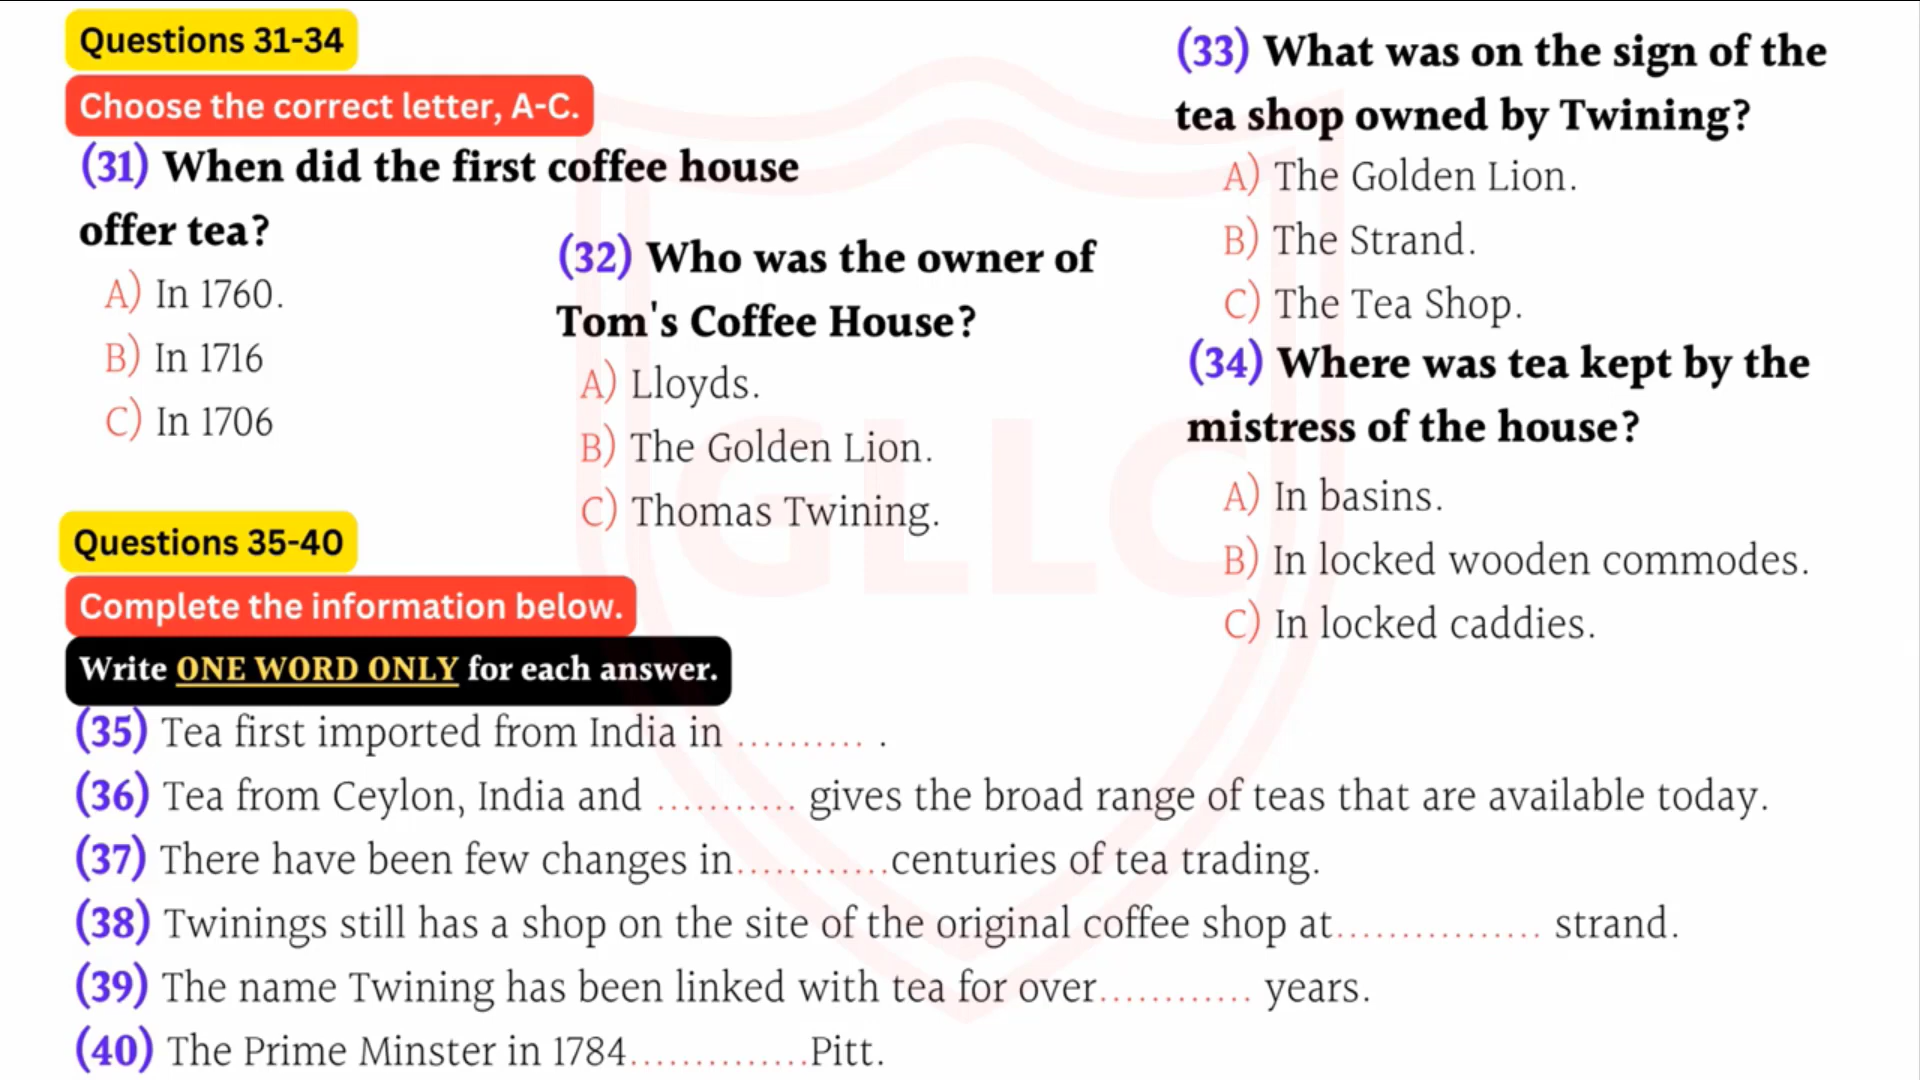 Questions 31-34
Choose the correct letter, A-C.
(31) When did the first coffee house
offer tea?
A) In 1760.
B) In 1716
C) In 1706
(32) Who was the owner of
Tom's Coffee House?
A) Lloyds.
B) The Golden Lion.
C) Thomas Twining.
(33) What was on the sign of the
tea shop owned by Twining?
A) The Golden Lion.
B) The Strand.
C) The Tea Shop.
(34) Where was tea kept by the
mistress of the house?
A) In basins.
B) In locked wooden commodes.
C) In locked caddies.
GLLC
Questions 35-40
Complete the information below.
Write ONE WORD ONLY for each answer.
(35) Tea first imported from India in .......... .
(36) Tea from Ceylon, India and ........... gives the broad range of teas that are available today.
(37) There have been few changes in............centuries of tea trading.
(38) Twinings still has a shop on the site of the original coffee shop at................ strand.
(39) The name Twining has been linked with tea for over............ years.
(40) The Prime Minster in 1784..............Pitt.